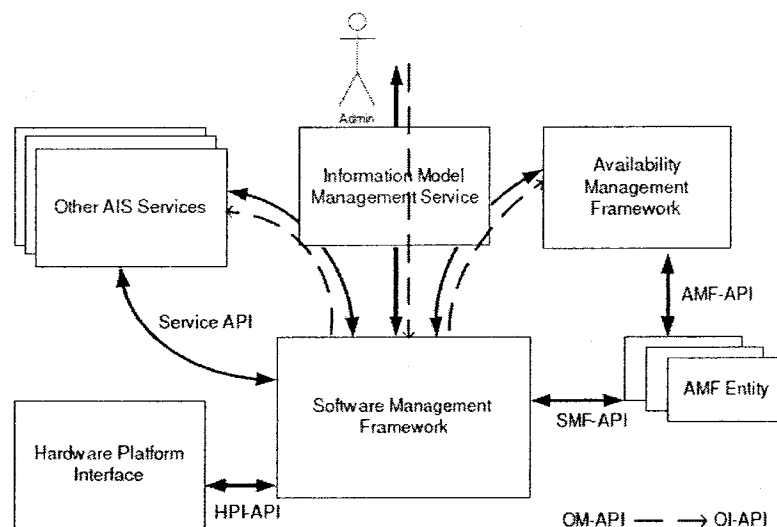 Admin
Information Model
Management Service
Availability
Management
Framework
Other AIS Services
AMF-API
Service API
AMF Entity
Software Management
Framework
SMF-API
Hardware Platform
Interface
HPI-API
OM-API
OI-API